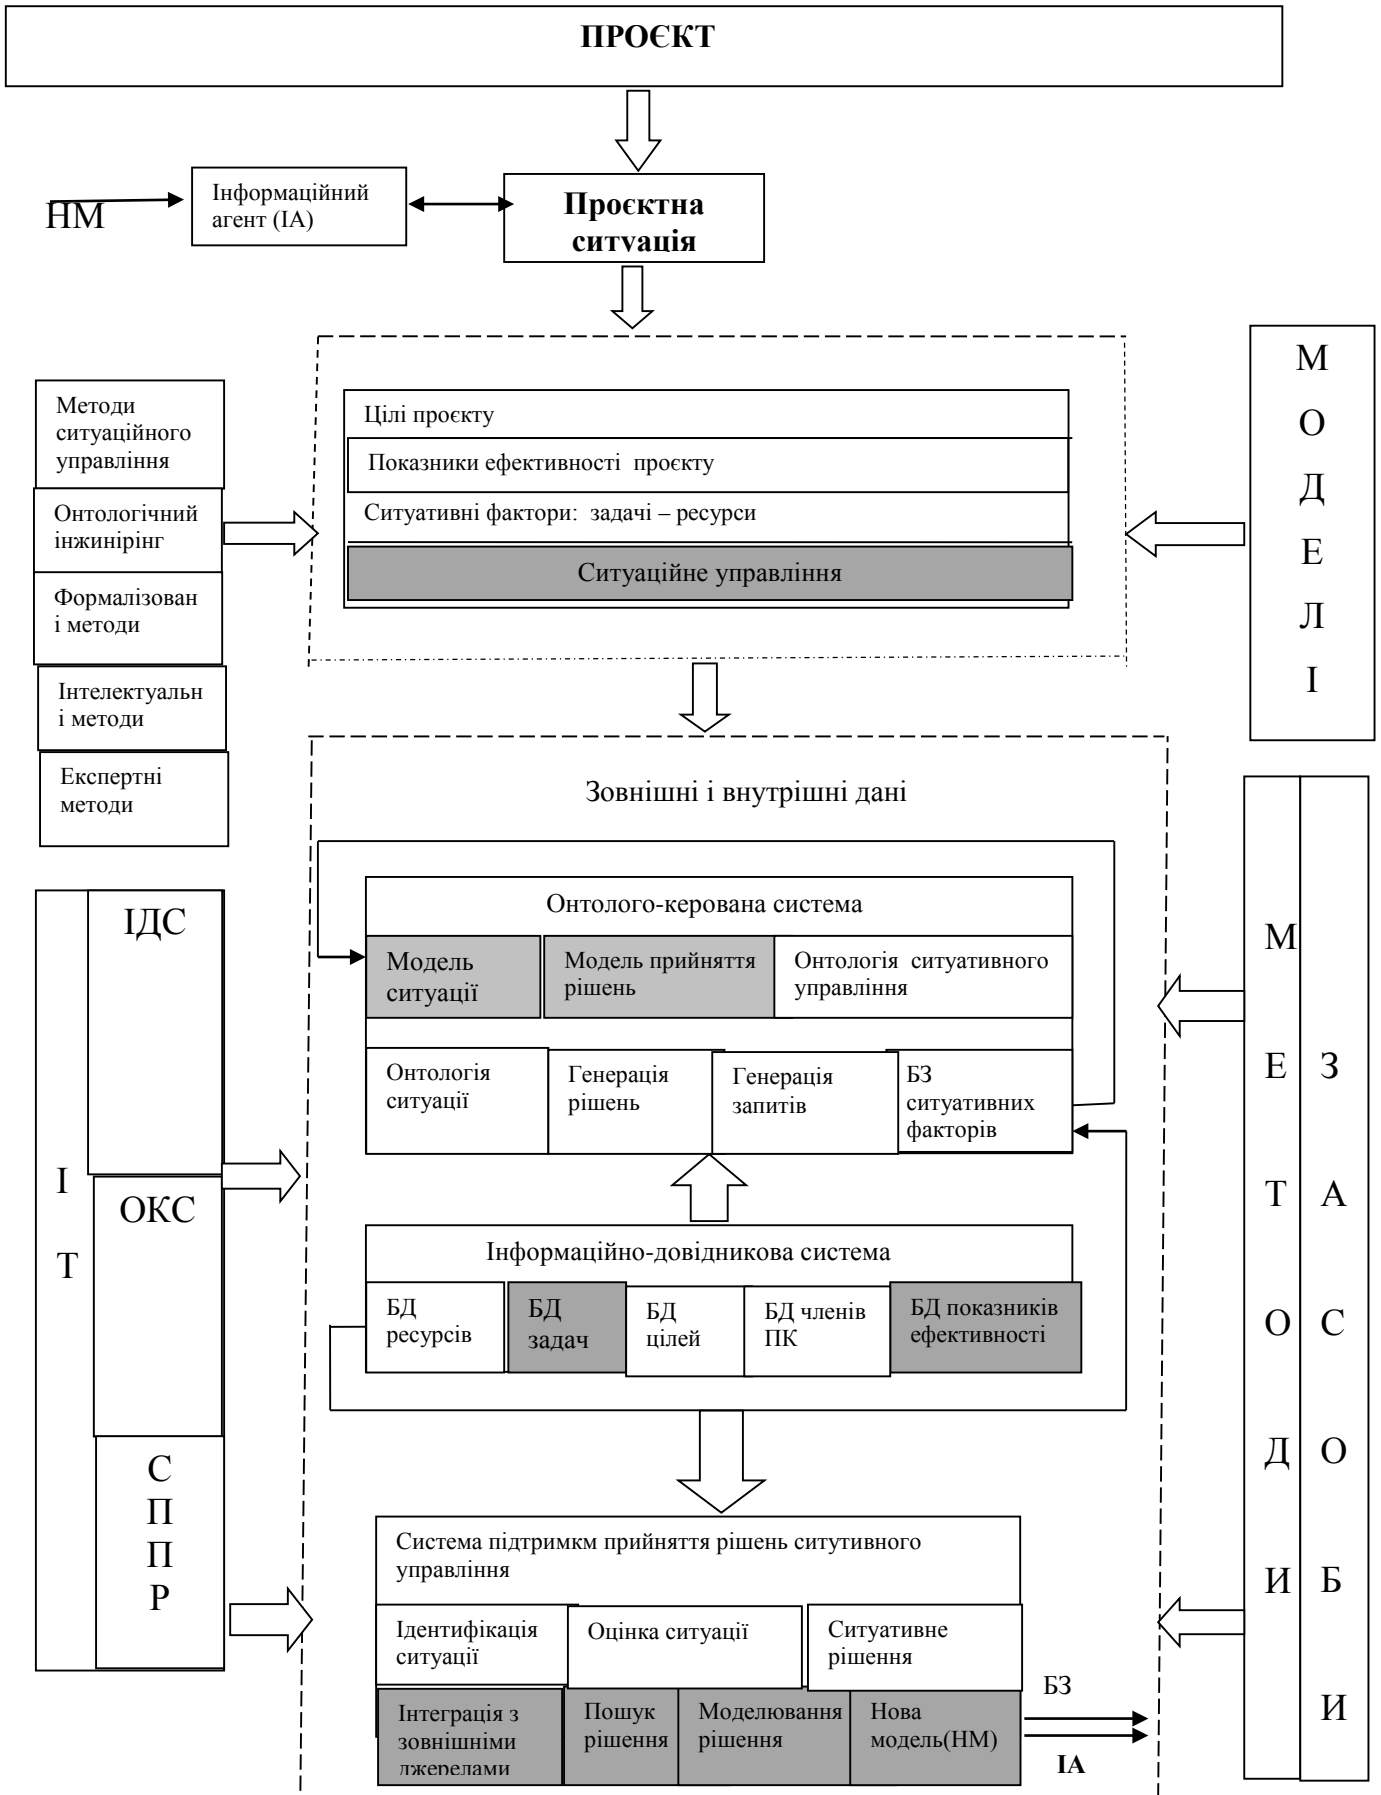 ПРОЄКТ
НМ
Інформаційний
агент (ІА)
Проєктна
ситуація
Методи
ситуаційного
управління
Онтологічний
інжинірінг
Формалізован
і методи
Інтелектуальн
і методи
Експертні
методи
Цілі проєкту
Показники ефективності проєкту
Ситуативні фактори: задачі – ресурси
Ситуаційне управління
М
О
Д
Е
Л
І
Зовнішні і внутрішні дані
Онтолого-керована система
Модель
ситуації
Модель прийняття
рішень
Онтологія ситуативного
управління
Онтологія
ситуації
Генерація
рішень
Генерація
запитів
БЗ
ситуативних
факторів
Інформаційно-довідникова система
БД
ресурсів
БД
задач
БД
цілей
БД членів
ПК
БД показників
ефективності
І
Т
ІДС
ОКС
С
П
П
Р
Система підтримкм прийняття рішень ситутивного
управління
Ідентифікація
ситуації
Оцінка ситуації
Ситуативне
рішення
Інтеграція з
зовнішніми
джерелами
Пошук
рішення
Моделювання
рішення
Нова
модель(НМ)
БЗ
ІА
М
Е
Т
О
Д
И
З
А
С
О
Б
И